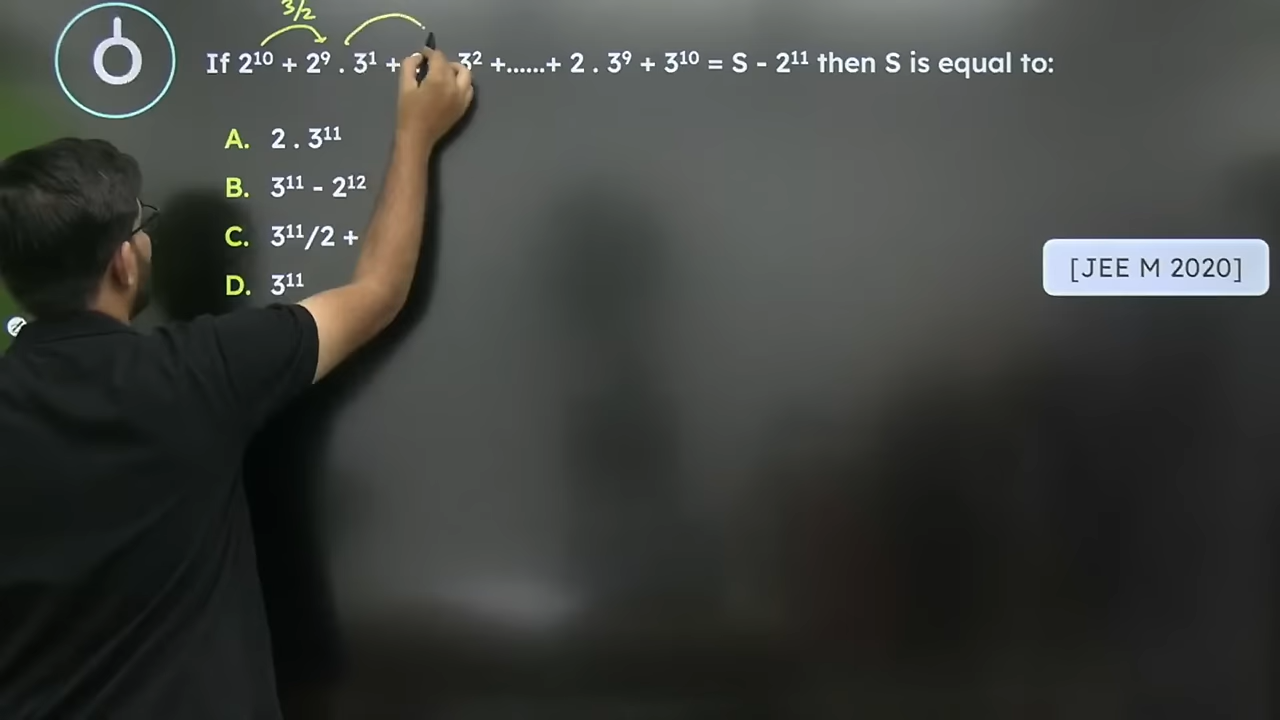 3/2
If 2¹⁰ + 2⁹ . 3¹ + 3² +......+ 2 . 3⁹ + 3¹⁰ = S - 2¹¹ then S is equal to:
A. 2 . 3¹¹
B. 3¹¹ - 2¹²
C. 3¹¹/2 +
D. 3¹¹
[JEE M 2020]